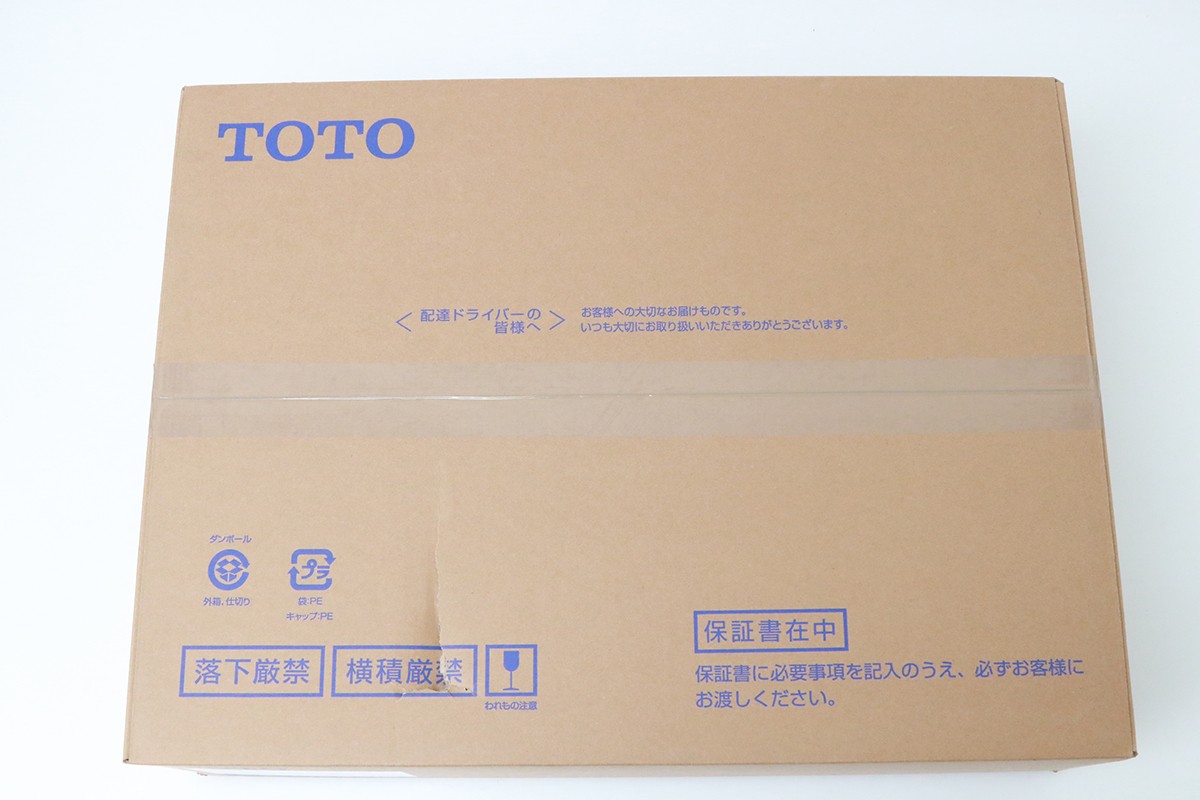 TOTO
＜配達ドライバーの皆様へ＞
お客様への大切なお届けものです。
いつも大切にお取り扱いいただきありがとうございます。
ダンボール
外箱、仕切り
プラ
袋:PE
キャップ:PE
落下厳禁
横積厳禁
われもの注意
保証書在中
保証書に必要事項を記入のうえ、必ずお客様に
お渡しください。